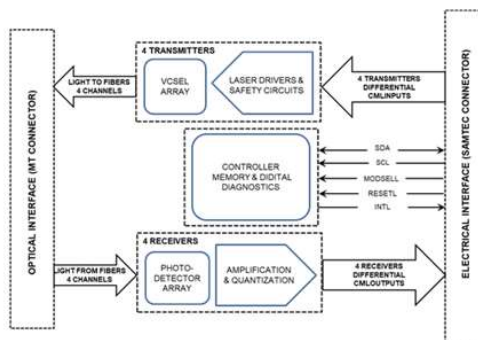 4 TRANSMITTERS
VCSEL
ARRAY
LASER DRIVERS &
SAFETY CIRCUITS
LIGHT TO FIBERS
4 CHANNELS
4 TRANSMITTERS
DIFFERENTIAL
CMLINPUTS
OPTICAL INTERFACE (MT CONNECTOR)
CONTROLLER
MEMORY & DIDITAL
DIAGNOSTICS
SDA
SCL
MODSELL
RESETL
INTL
ELECTRICAL INTERFACE (SAMTEC CONNECTOR)
4 RECEIVERS
PHOTO-
DETECTOR
ARRAY
AMPLIFICATION
& QUANTIZATION
LIGHT FROM FIBERS
4 CHANNELS
4 RECEIVERS
DIFFERENTIAL
CMLOUTPUTS